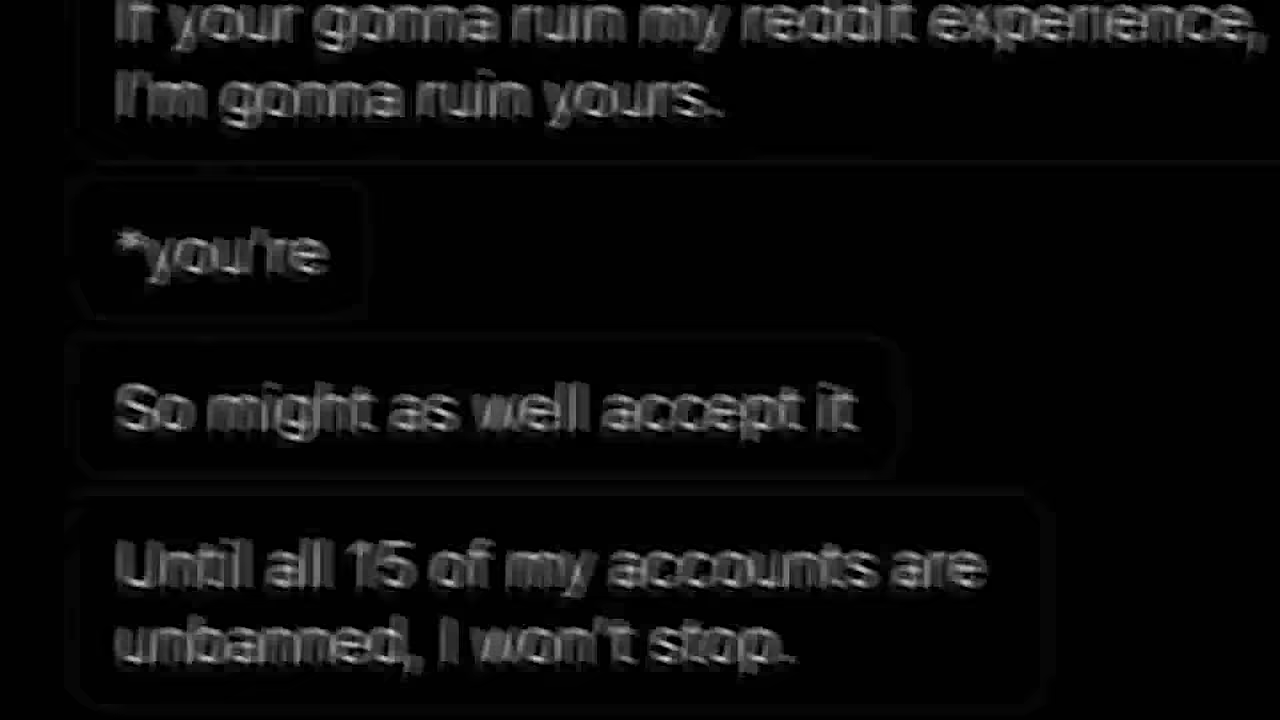 If your gonna ruin my reddit experience,
I'm gonna ruin yours.
*you're
So might as well accept it
Until all 15 of my accounts are
unbanned, I won't stop.